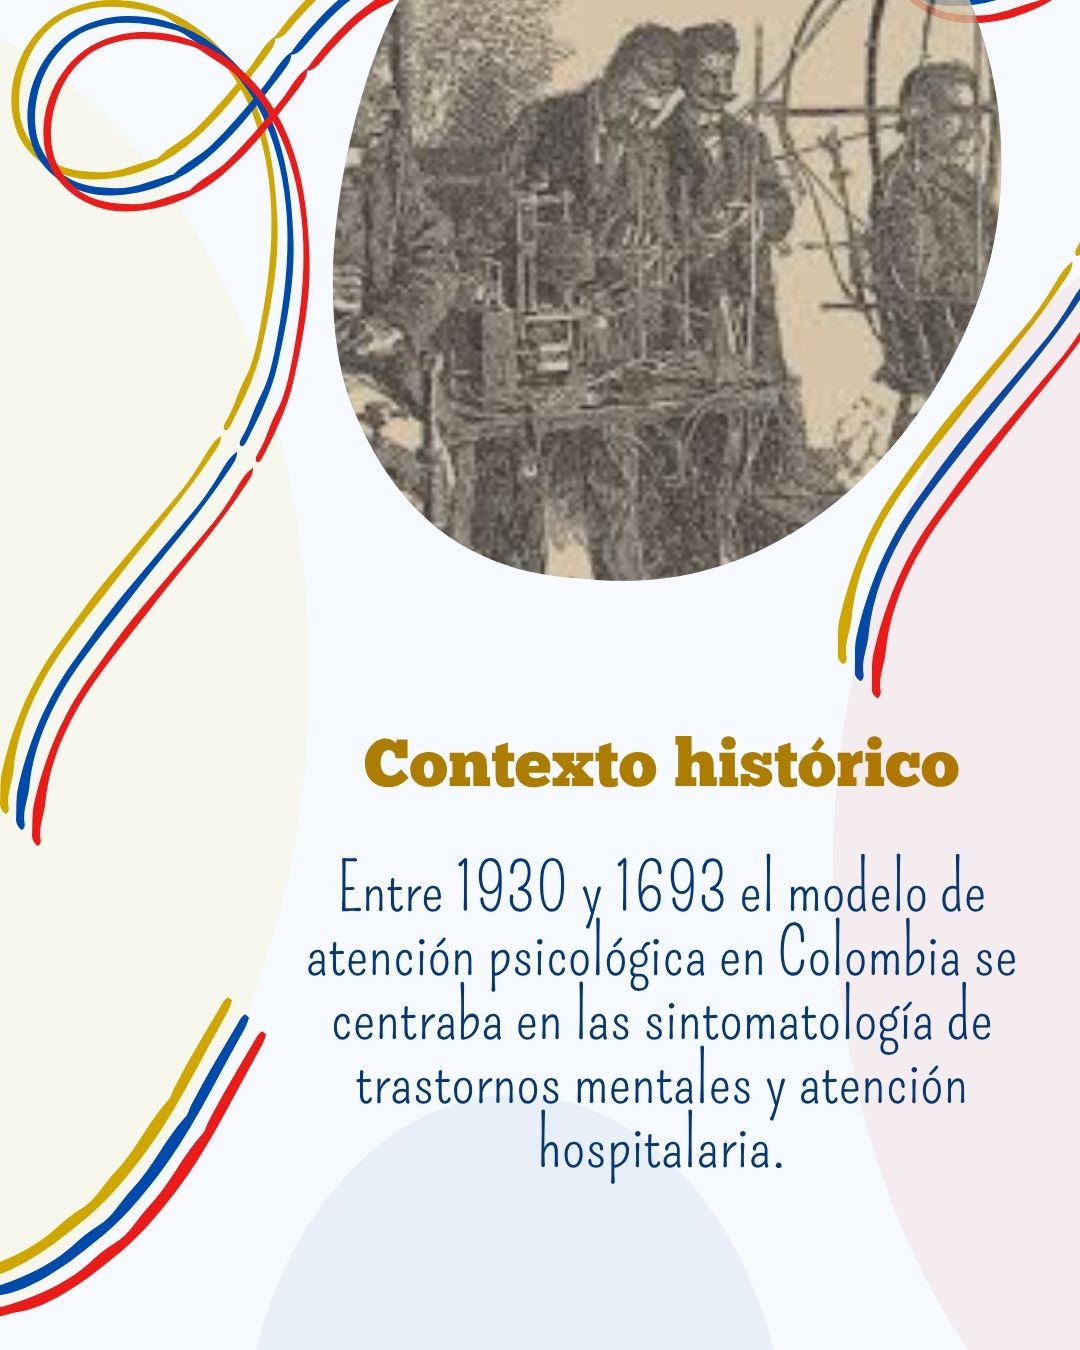 Contexto histórico
Entre 1930 y 1693 el modelo de
atención psicológica en Colombia se
centraba en las sintomatología de
trastornos mentales y atención
hospitalaria.